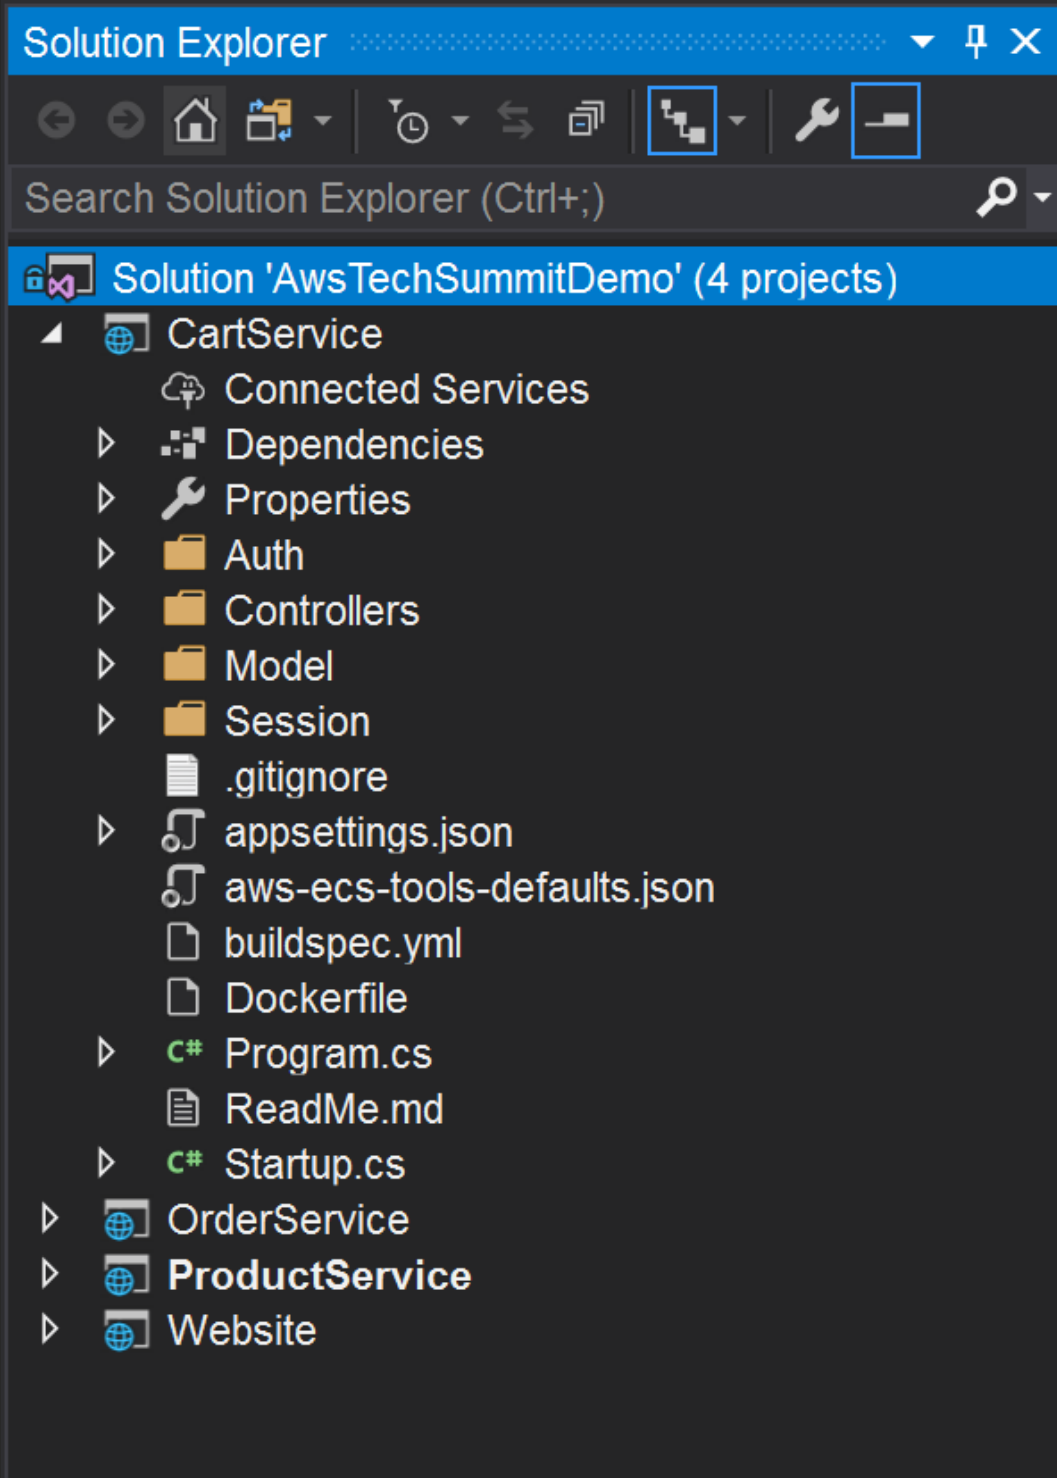 Solution Explorer
Search Solution Explorer (Ctrl+;)
Solution 'AwsTechSummitDemo' (4 projects)
CartService
Connected Services
Dependencies
Properties
Auth
Controllers
Model
Session
.gitignore
appsettings.json
aws-ecs-tools-defaults.json
buildspec.yml
Dockerfile
C# Program.cs
ReadMe.md
C# Startup.cs
OrderService
ProductService
Website